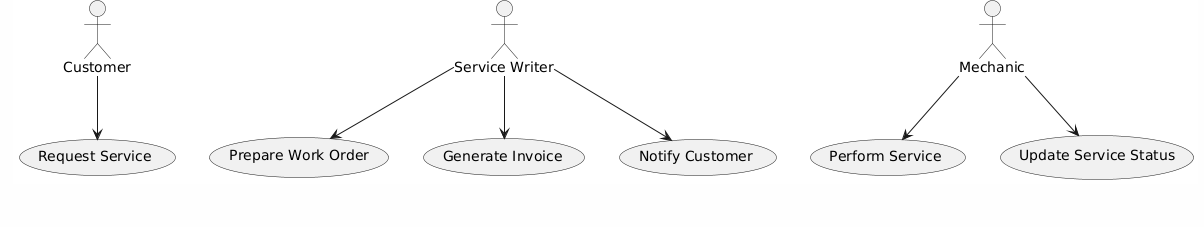 Customer
Service Writer
Mechanic
Request Service
Prepare Work Order
Generate Invoice
Notify Customer
Perform Service
Update Service Status